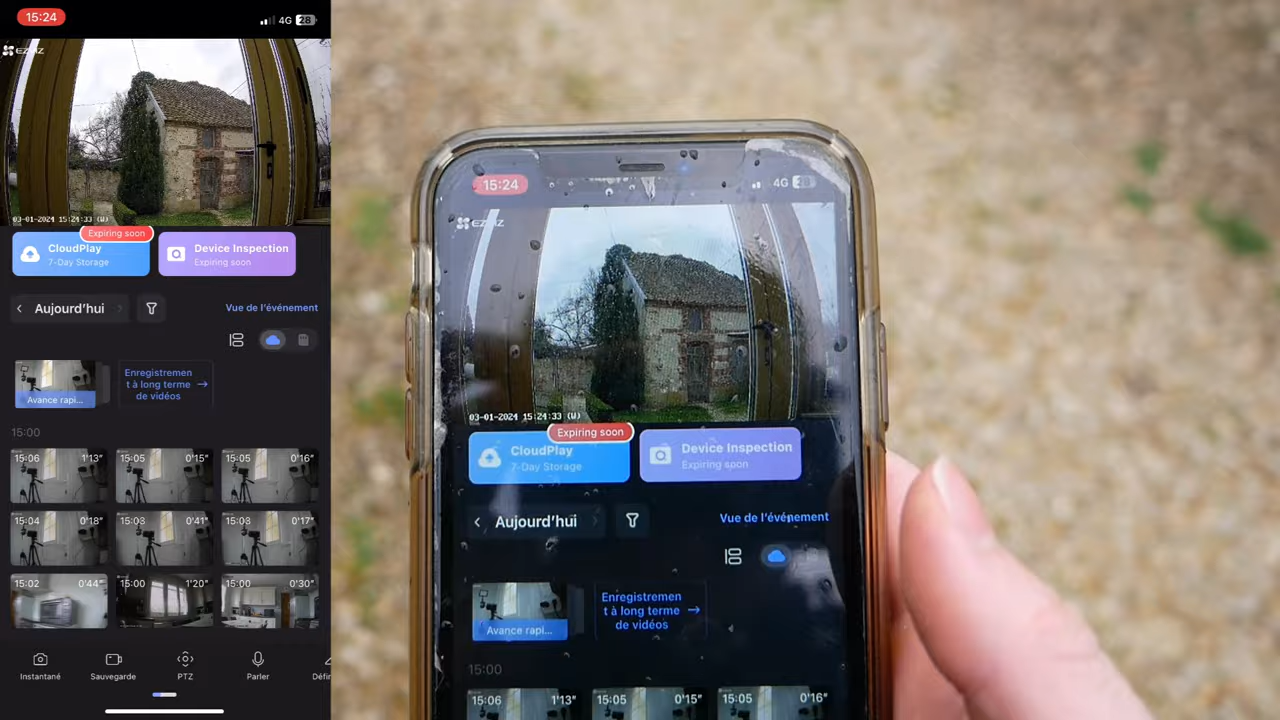 15:24
4G 28
EZVIZ
03-01-2024 15:24:33 (W)
Expiring soon
CloudPlay
7-Day Storage
Device Inspection
Expiring soon
Aujourd'hui
Vue de l'événement
Avance rapi...
Enregistremen
t à long terme
de vidéos
15:00
15:06 1'13"
15:05 0'15"
15:05 0'16"
15:04 0'18"
15:03 0'41"
15:03 0'17"
15:02 0'44"
15:00 1'20"
15:00 0'30"
Instantané
Sauvegarde
PTZ
Parler
Défin
15:24
4G 28
EZVIZ
03-01-2024 15:24:33 (W)
Expiring soon
CloudPlay
7-Day Storage
Device Inspection
Expiring soon
Aujourd'hui
Vue de l'événement
Avance rapi...
Enregistremen
t à long terme
de vidéos
15:00
15:06 1'13"
15:05 0'15"
15:05 0'16"